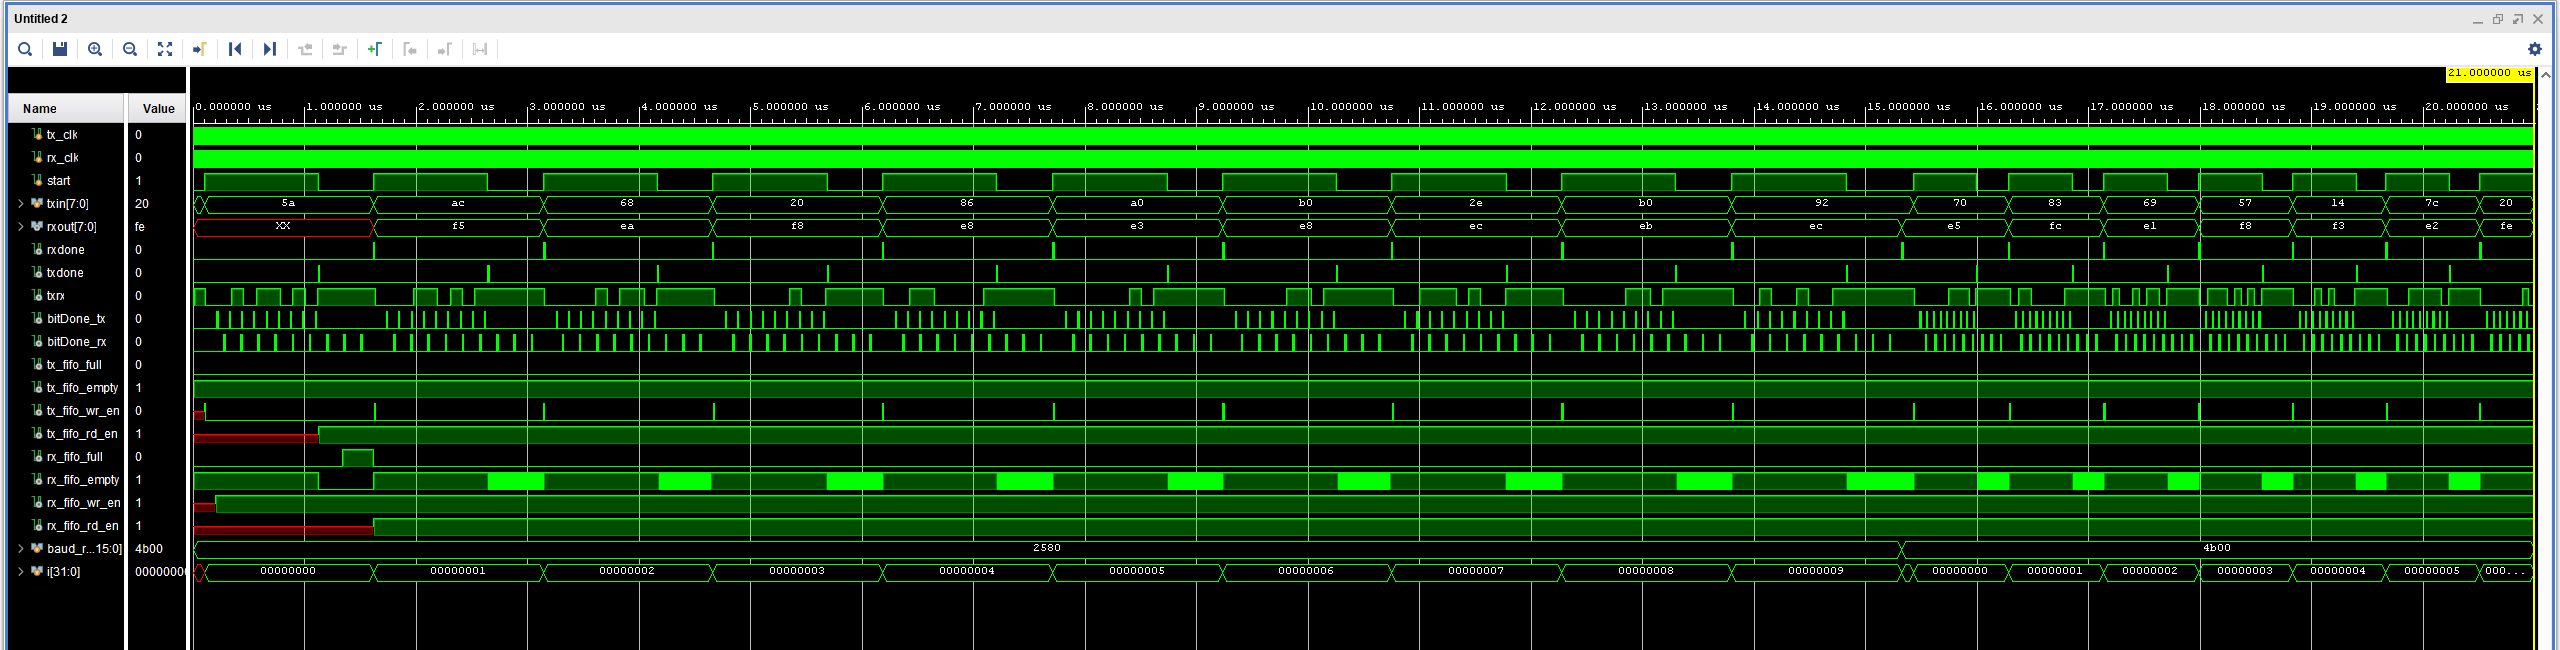 Untitled 2
21.000000 us
Name Value
0.000000 us 1.000000 us 2.000000 us 3.000000 us 4.000000 us 5.000000 us 6.000000 us 7.000000 us 8.000000 us 9.000000 us 10.000000 us 11.000000 us 12.000000 us 13.000000 us 14.000000 us 15.000000 us 16.000000 us 17.000000 us 18.000000 us 19.000000 us 20.000000 us
tx_clk 0
rx_clk 0
start 1
txin[7:0] 20 5a ac 68 20 86 a0 b0 2e b0 92 70 83 69 57 14 7c 20
rxout[7:0] fe XX f5 ea f8 e8 e3 e8 ec eb ec e5 fc e1 f8 f3 e2 fe
rxdone 0
txdone 0
txrx 0
bitDone_tx 0
bitDone_rx 0
tx_fifo_full 0
tx_fifo_empty 1
tx_fifo_wr_en 0
tx_fifo_rd_en 1
rx_fifo_full 0
rx_fifo_empty 1
rx_fifo_wr_en 1
rx_fifo_rd_en 1
baud_r...15:0] 4b00 2580 4b00
i[31:0] 00000000 00000000 00000001 00000002 00000003 00000004 00000005 00000006 00000007 00000008 00000009 00000000 00000001 00000002 00000003 00000004 00000005 000...